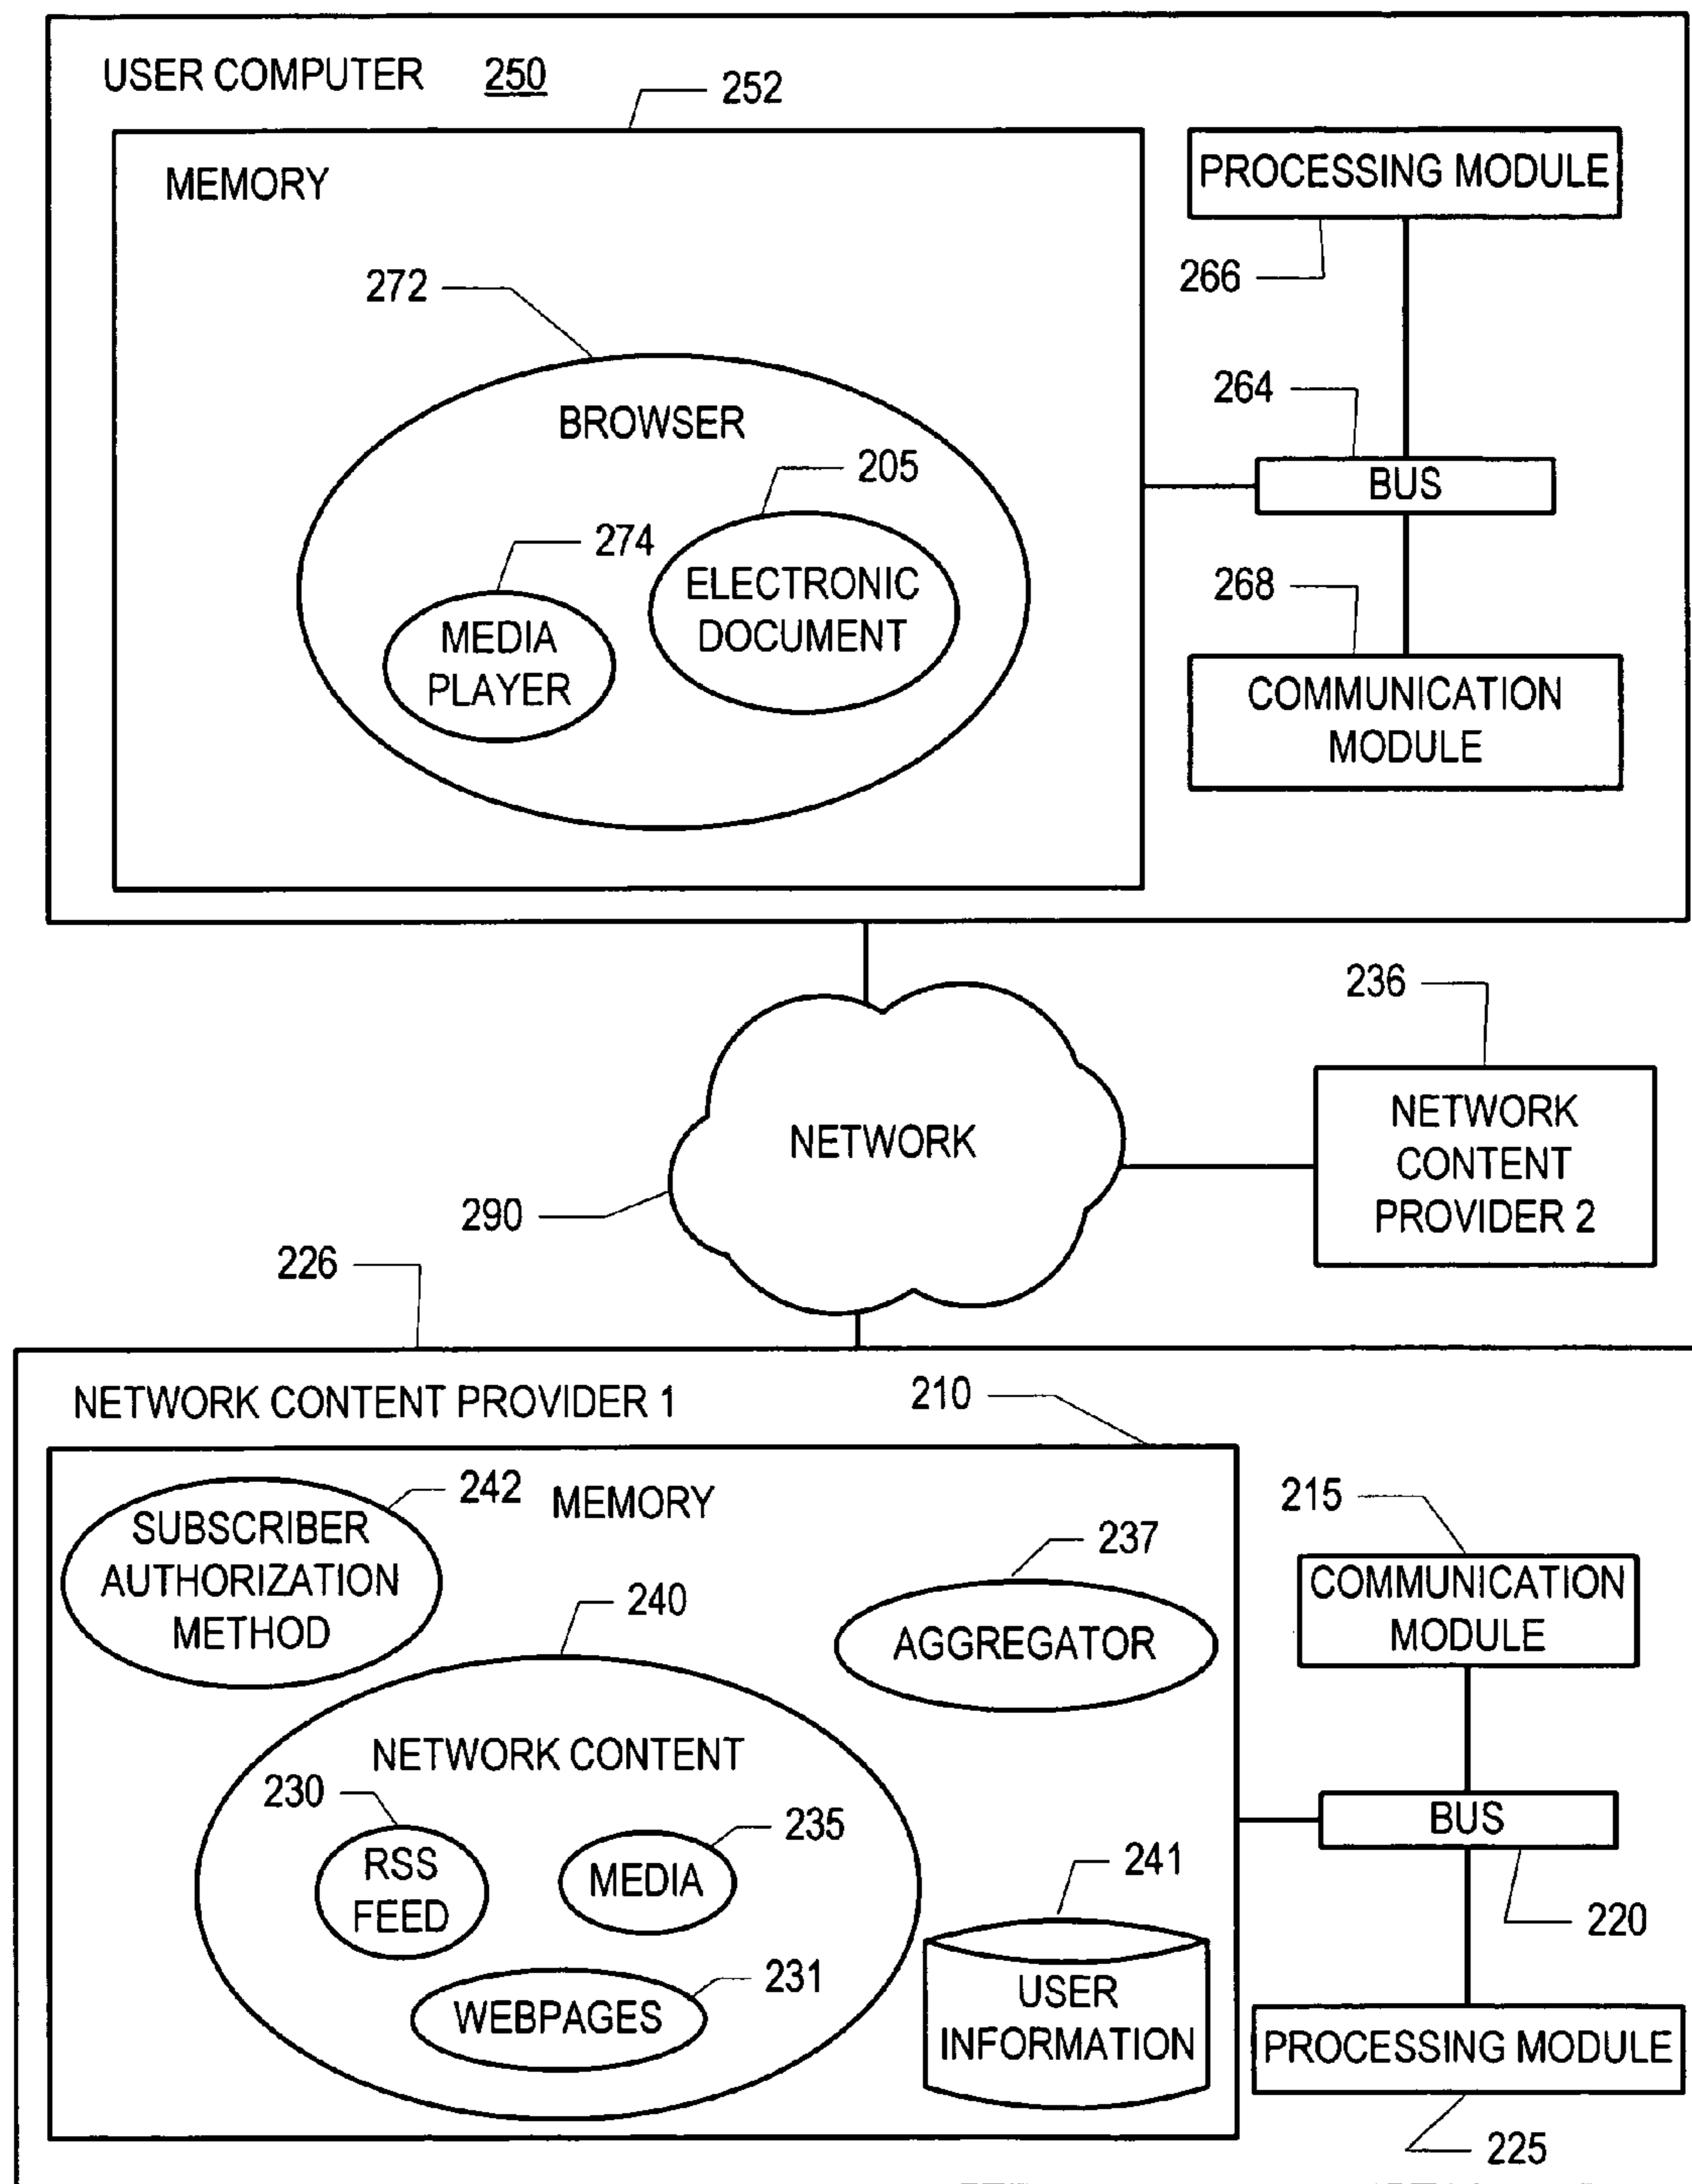 USER COMPUTER 250
252
MEMORY
PROCESSING MODULE
266
272
264
BROWSER
205
BUS
274
ELECTRONIC
DOCUMENT
268
MEDIA
PLAYER
COMMUNICATION
MODULE
236
NETWORK
NETWORK
CONTENT
PROVIDER 2
290
226
NETWORK CONTENT PROVIDER 1
210
242
MEMORY
SUBSCRIBER
AUTHORIZATION
METHOD
215
237
COMMUNICATION
MODULE
240
AGGREGATOR
NETWORK CONTENT
230
235
BUS
RSS
FEED
MEDIA
241
220
231
WEBPAGES
USER
INFORMATION
PROCESSING MODULE
225